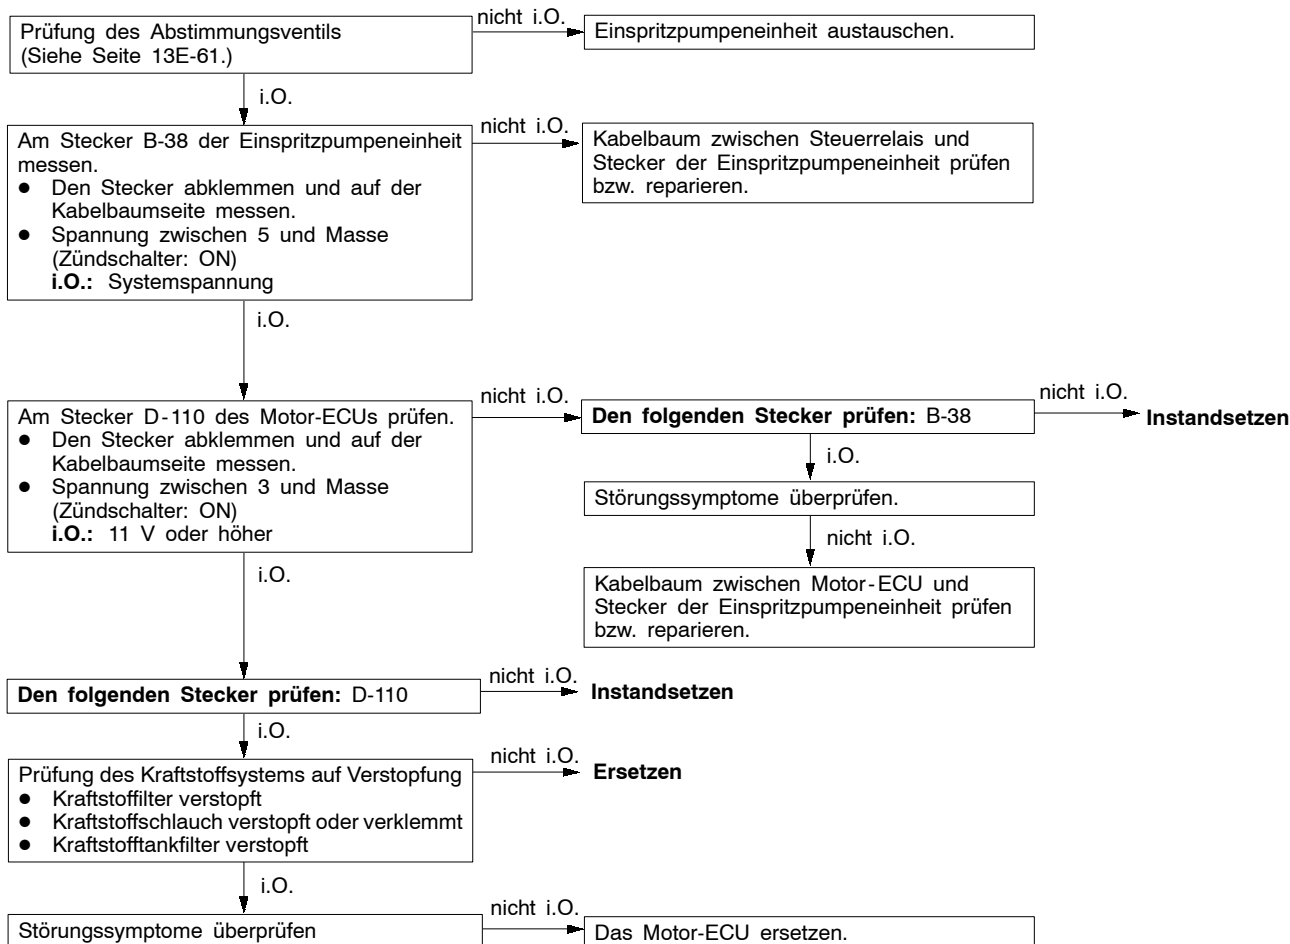 Prüfung des Abstimmungsventils
(Siehe Seite 13E-61.)
nicht i.O.
Einspritzpumpeneinheit austauschen.
i.O.
Am Stecker B-38 der Einspritzpumpeneinheit
messen.
● Den Stecker abklemmen und auf der
Kabelbaumseite messen.
● Spannung zwischen 5 und Masse
(Zündschalter: ON)
i.O.: Systemspannung
nicht i.O.
Kabelbaum zwischen Steuerrelais und
Stecker der Einspritzpumpeneinheit prüfen
bzw. reparieren.
i.O.
Am Stecker D-110 des Motor-ECUs prüfen.
● Den Stecker abklemmen und auf der
Kabelbaumseite messen.
● Spannung zwischen 3 und Masse
(Zündschalter: ON)
i.O.: 11 V oder höher
nicht i.O.
Den folgenden Stecker prüfen: B-38
nicht i.O.
Instandsetzen
i.O.
Störungssymptome überprüfen.
nicht i.O.
Kabelbaum zwischen Motor-ECU und
Stecker der Einspritzpumpeneinheit prüfen
bzw. reparieren.
i.O.
Den folgenden Stecker prüfen: D-110
nicht i.O.
Instandsetzen
i.O.
Prüfung des Kraftstoffsystems auf Verstopfung
● Kraftstoffilter verstopft
● Kraftstoffschlauch verstopft oder verklemmt
● Kraftstofftankfilter verstopft
nicht i.O.
Ersetzen
i.O.
Störungssymptome überprüfen
nicht i.O.
Das Motor-ECU ersetzen.